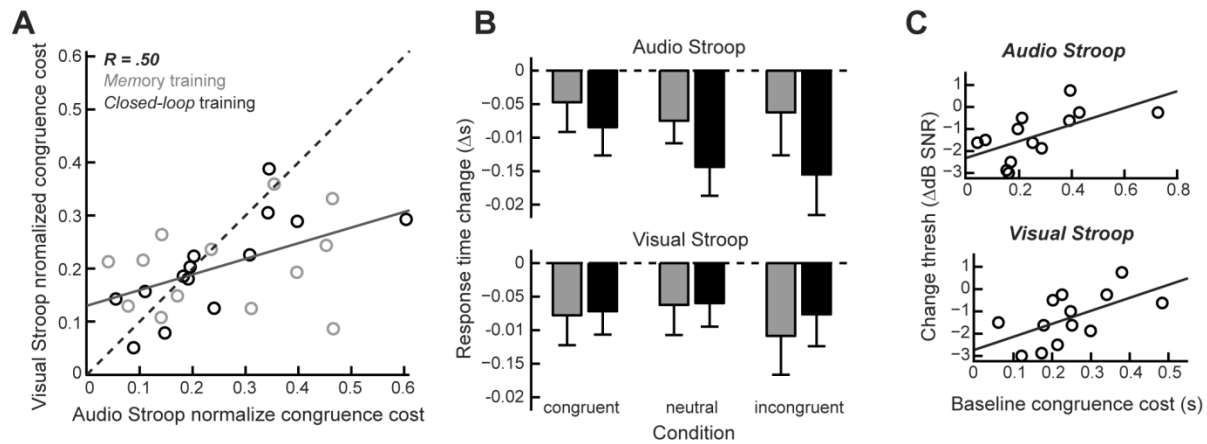 A
Visual Stroop normalized congruence cost
0.6
0.5
0.4
0.3
0.2
0.1
0
R = .50
Memory training
Closed-loop training
0 0.1 0.2 0.3 0.4 0.5 0.6
Audio Stroop normalize congruence cost
B
Response time change (Δs)
Audio Stroop
0
−0.05
−0.01
−0.15
−0.02
Visual Stroop
0
−0.05
−0.01
−0.15
−0.02
congruent neutral incongruent
Condition
C
Change thresh (ΔdB SNR)
Audio Stroop
1
0
−1
−2
−3
0 0.2 0.4 0.6 0.8
Visual Stroop
1
0
−1
−2
−3
0 0.1 0.2 0.3 0.4 0.5
Baseline congruence cost (s)